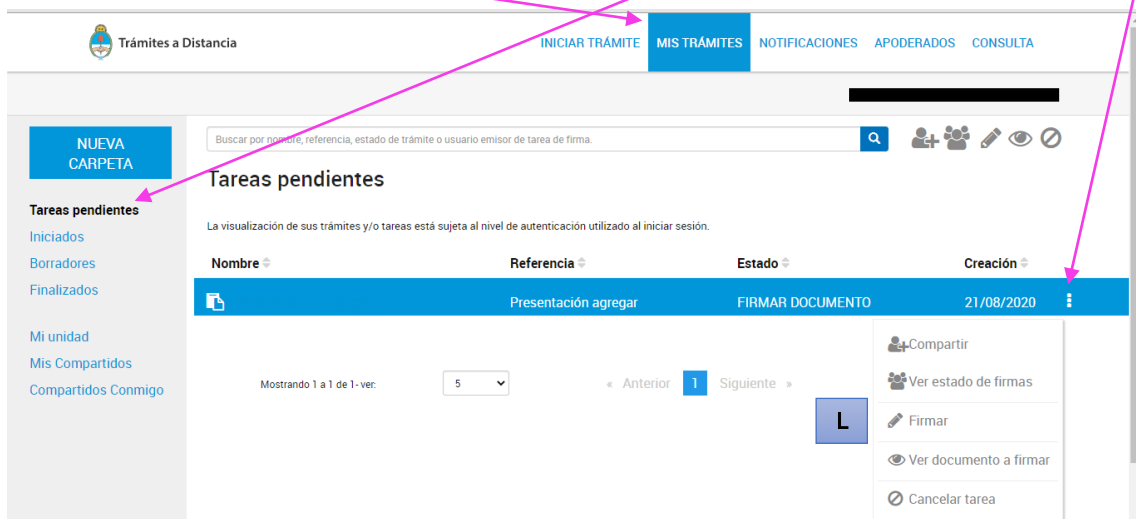 Trámites a Distancia
INICIAR TRÁMITE MIS TRÁMITES NOTIFICACIONES APODERADOS CONSULTA
NUEVA CARPETA
Buscar por nombre, referencia, estado de trámite o usuario emisor de tarea de firma.
Tareas pendientes
Tareas pendientes
Iniciados
Borradores
Finalizados
Mi unidad
Mis Compartidos
Compartidos Conmigo
La visualización de sus trámites y/o tareas está sujeta al nivel de autenticación utilizado al iniciar sesión.
Nombre Referencia Estado Creación
Presentación agregar FIRMAR DOCUMENTO 21/08/2020
Mostrando 1 a 1 de 1- ver: 5 « Anterior 1 Siguiente »
L
Compartir
Ver estado de firmas
Firmar
Ver documento a firmar
Cancelar tarea